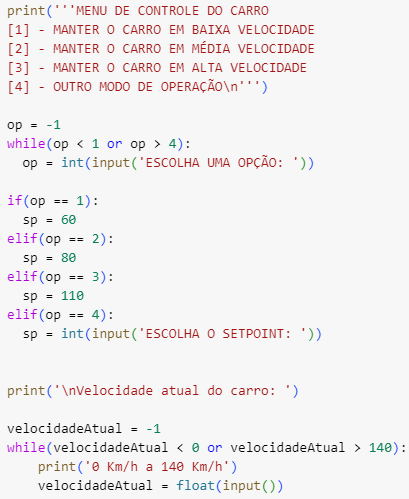 print('''MENU DE CONTROLE DO CARRO
[1] - MANTER O CARRO EM BAIXA VELOCIDADE
[2] - MANTER O CARRO EM MÉDIA VELOCIDADE
[3] - MANTER O CARRO EM ALTA VELOCIDADE
[4] - OUTRO MODO DE OPERAÇÃO\n''')

op = -1
while(op < 1 or op > 4):
  op = int(input('ESCOLHA UMA OPÇÃO: '))

if(op == 1):
  sp = 60
elif(op == 2):
  sp = 80
elif(op == 3):
  sp = 110
elif(op == 4):
  sp = int(input('ESCOLHA O SETPOINT: '))


print('\nVelocidade atual do carro: ')

velocidadeAtual = -1
while(velocidadeAtual < 0 or velocidadeAtual > 140):
    print('0 Km/h a 140 Km/h')
    velocidadeAtual = float(input())